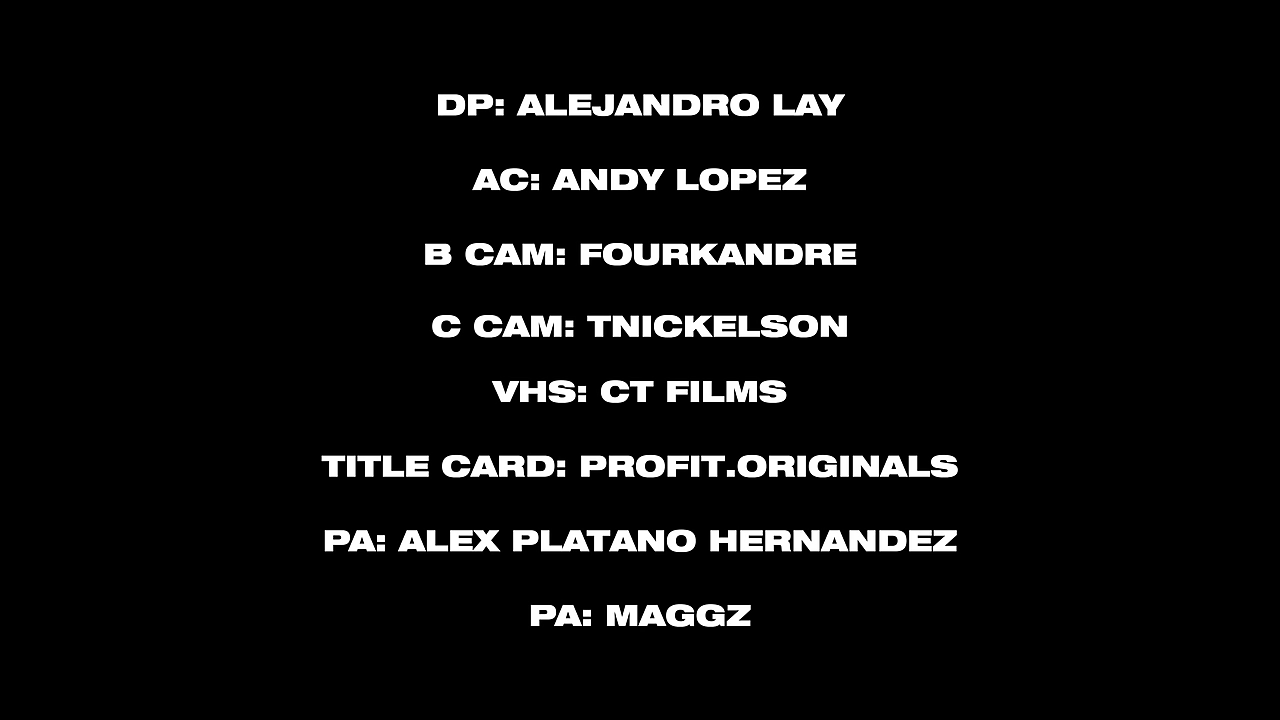 DP: ALEJANDRO LAY
AC: ANDY LOPEZ
B CAM: FOURKANDRE
C CAM: TNICKELSON
VHS: CT FILMS
TITLE CARD: PROFIT.ORIGINALS
PA: ALEX PLATANO HERNANDEZ
PA: MAGGZ